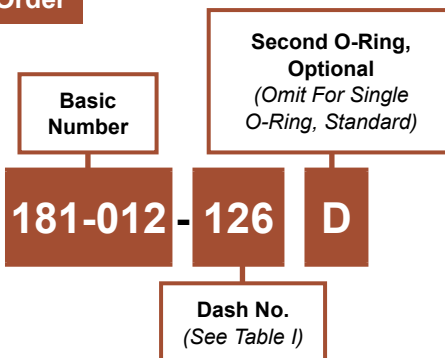 Order
Second O-Ring,
Optional
(Omit For Single
O-Ring, Standard)
Basic
Number
181-012 - 126 D
Dash No.
(See Table I)